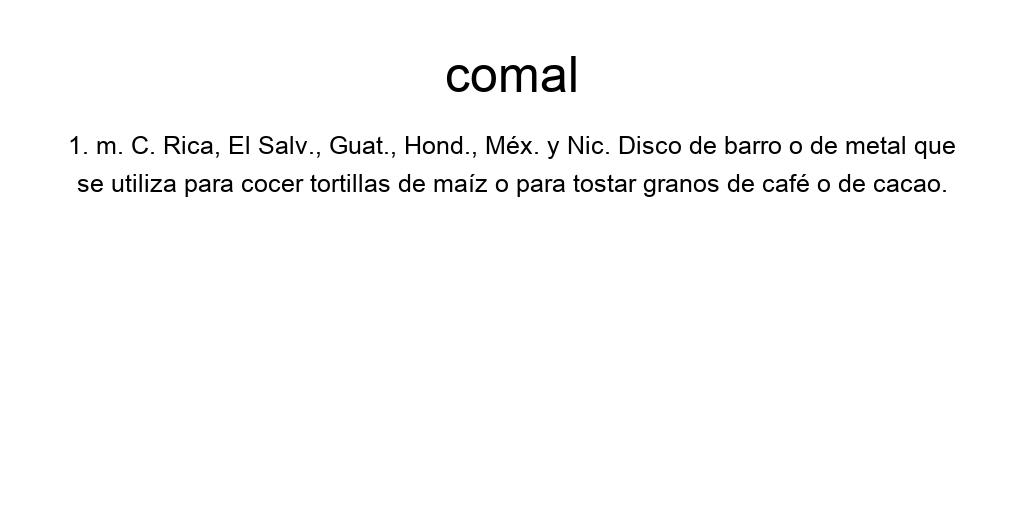 comal
1. m. C. Rica, El Salv., Guat., Hond., Méx. y Nic. Disco de barro o de metal que
se utiliza para cocer tortillas de maíz o para tostar granos de café o de cacao.